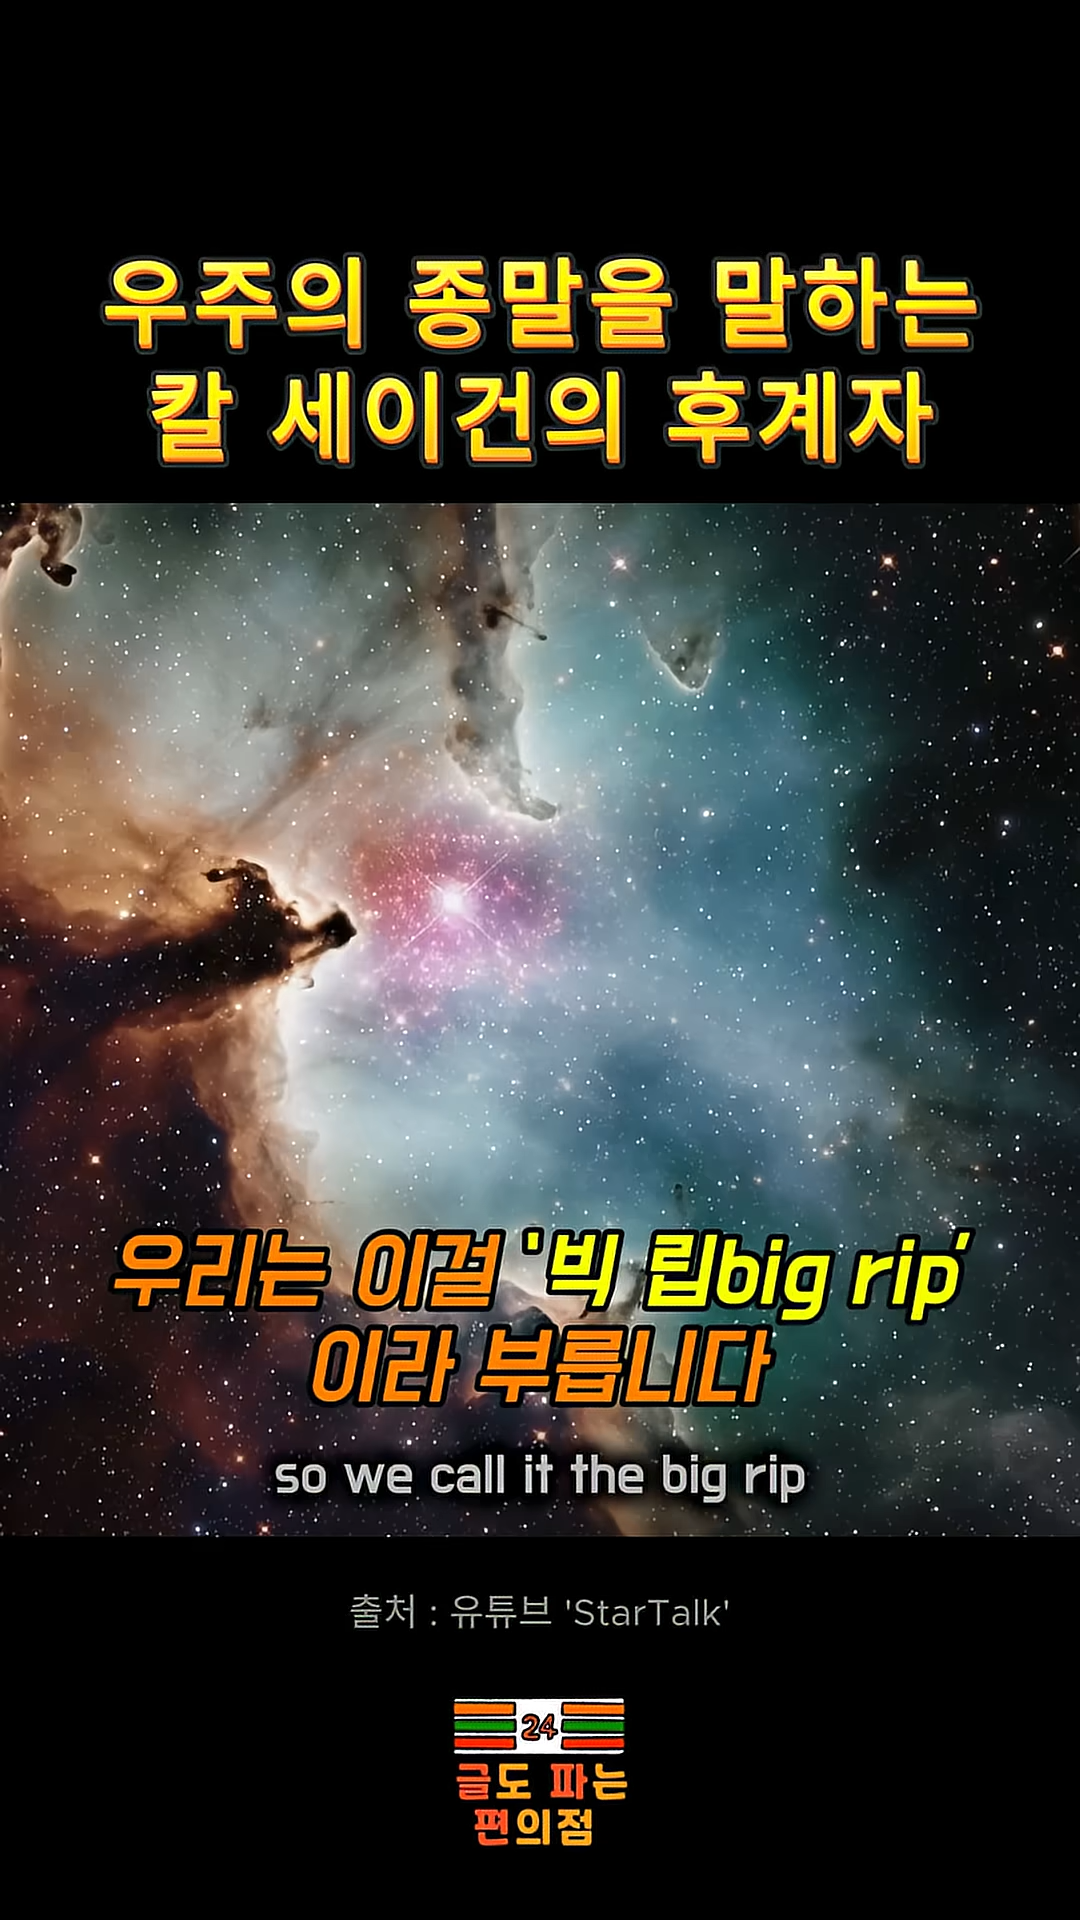 우주의 종말을 말하는
칼 세이건의 후계자
우리는 이걸 '빅 립big rip'
이라 부릅니다
so we call it the big rip
출처 : 유튜브 'StarTalk'
24
글도 파는
편의점